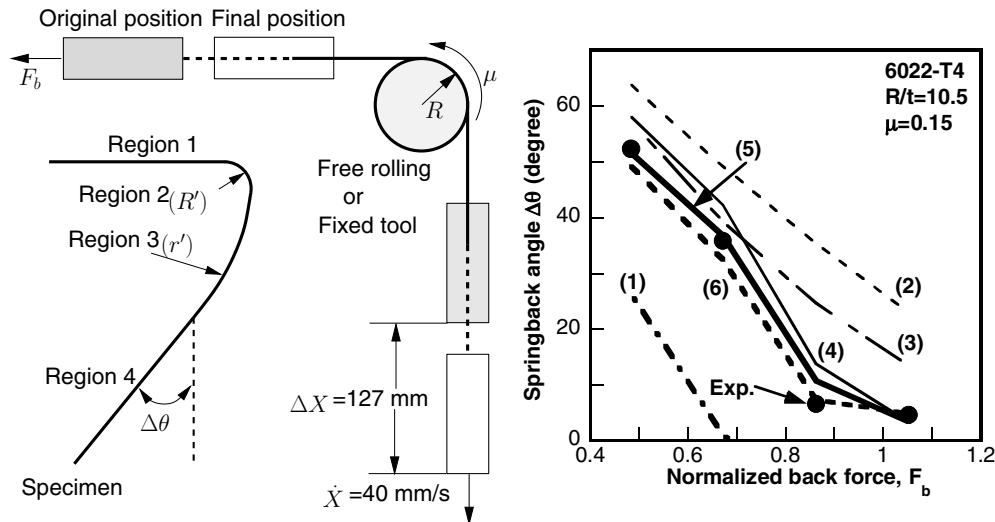 Original position
Final position
F_b
μ
R
Free rolling
or
Fixed tool
Region 1
Region 2(R′)
Region 3(r′)
Region 4
Δθ
Specimen
ΔX =127 mm
Ẋ =40 mm/s
Springback angle Δθ (degree)
60
40
20
0
0.4
0.6
0.8
1
1.2
Normalized back force, F_b
6022-T4
R/t=10.5
μ=0.15
(5)
(2)
(1)
(6)
(3)
(4)
Exp.